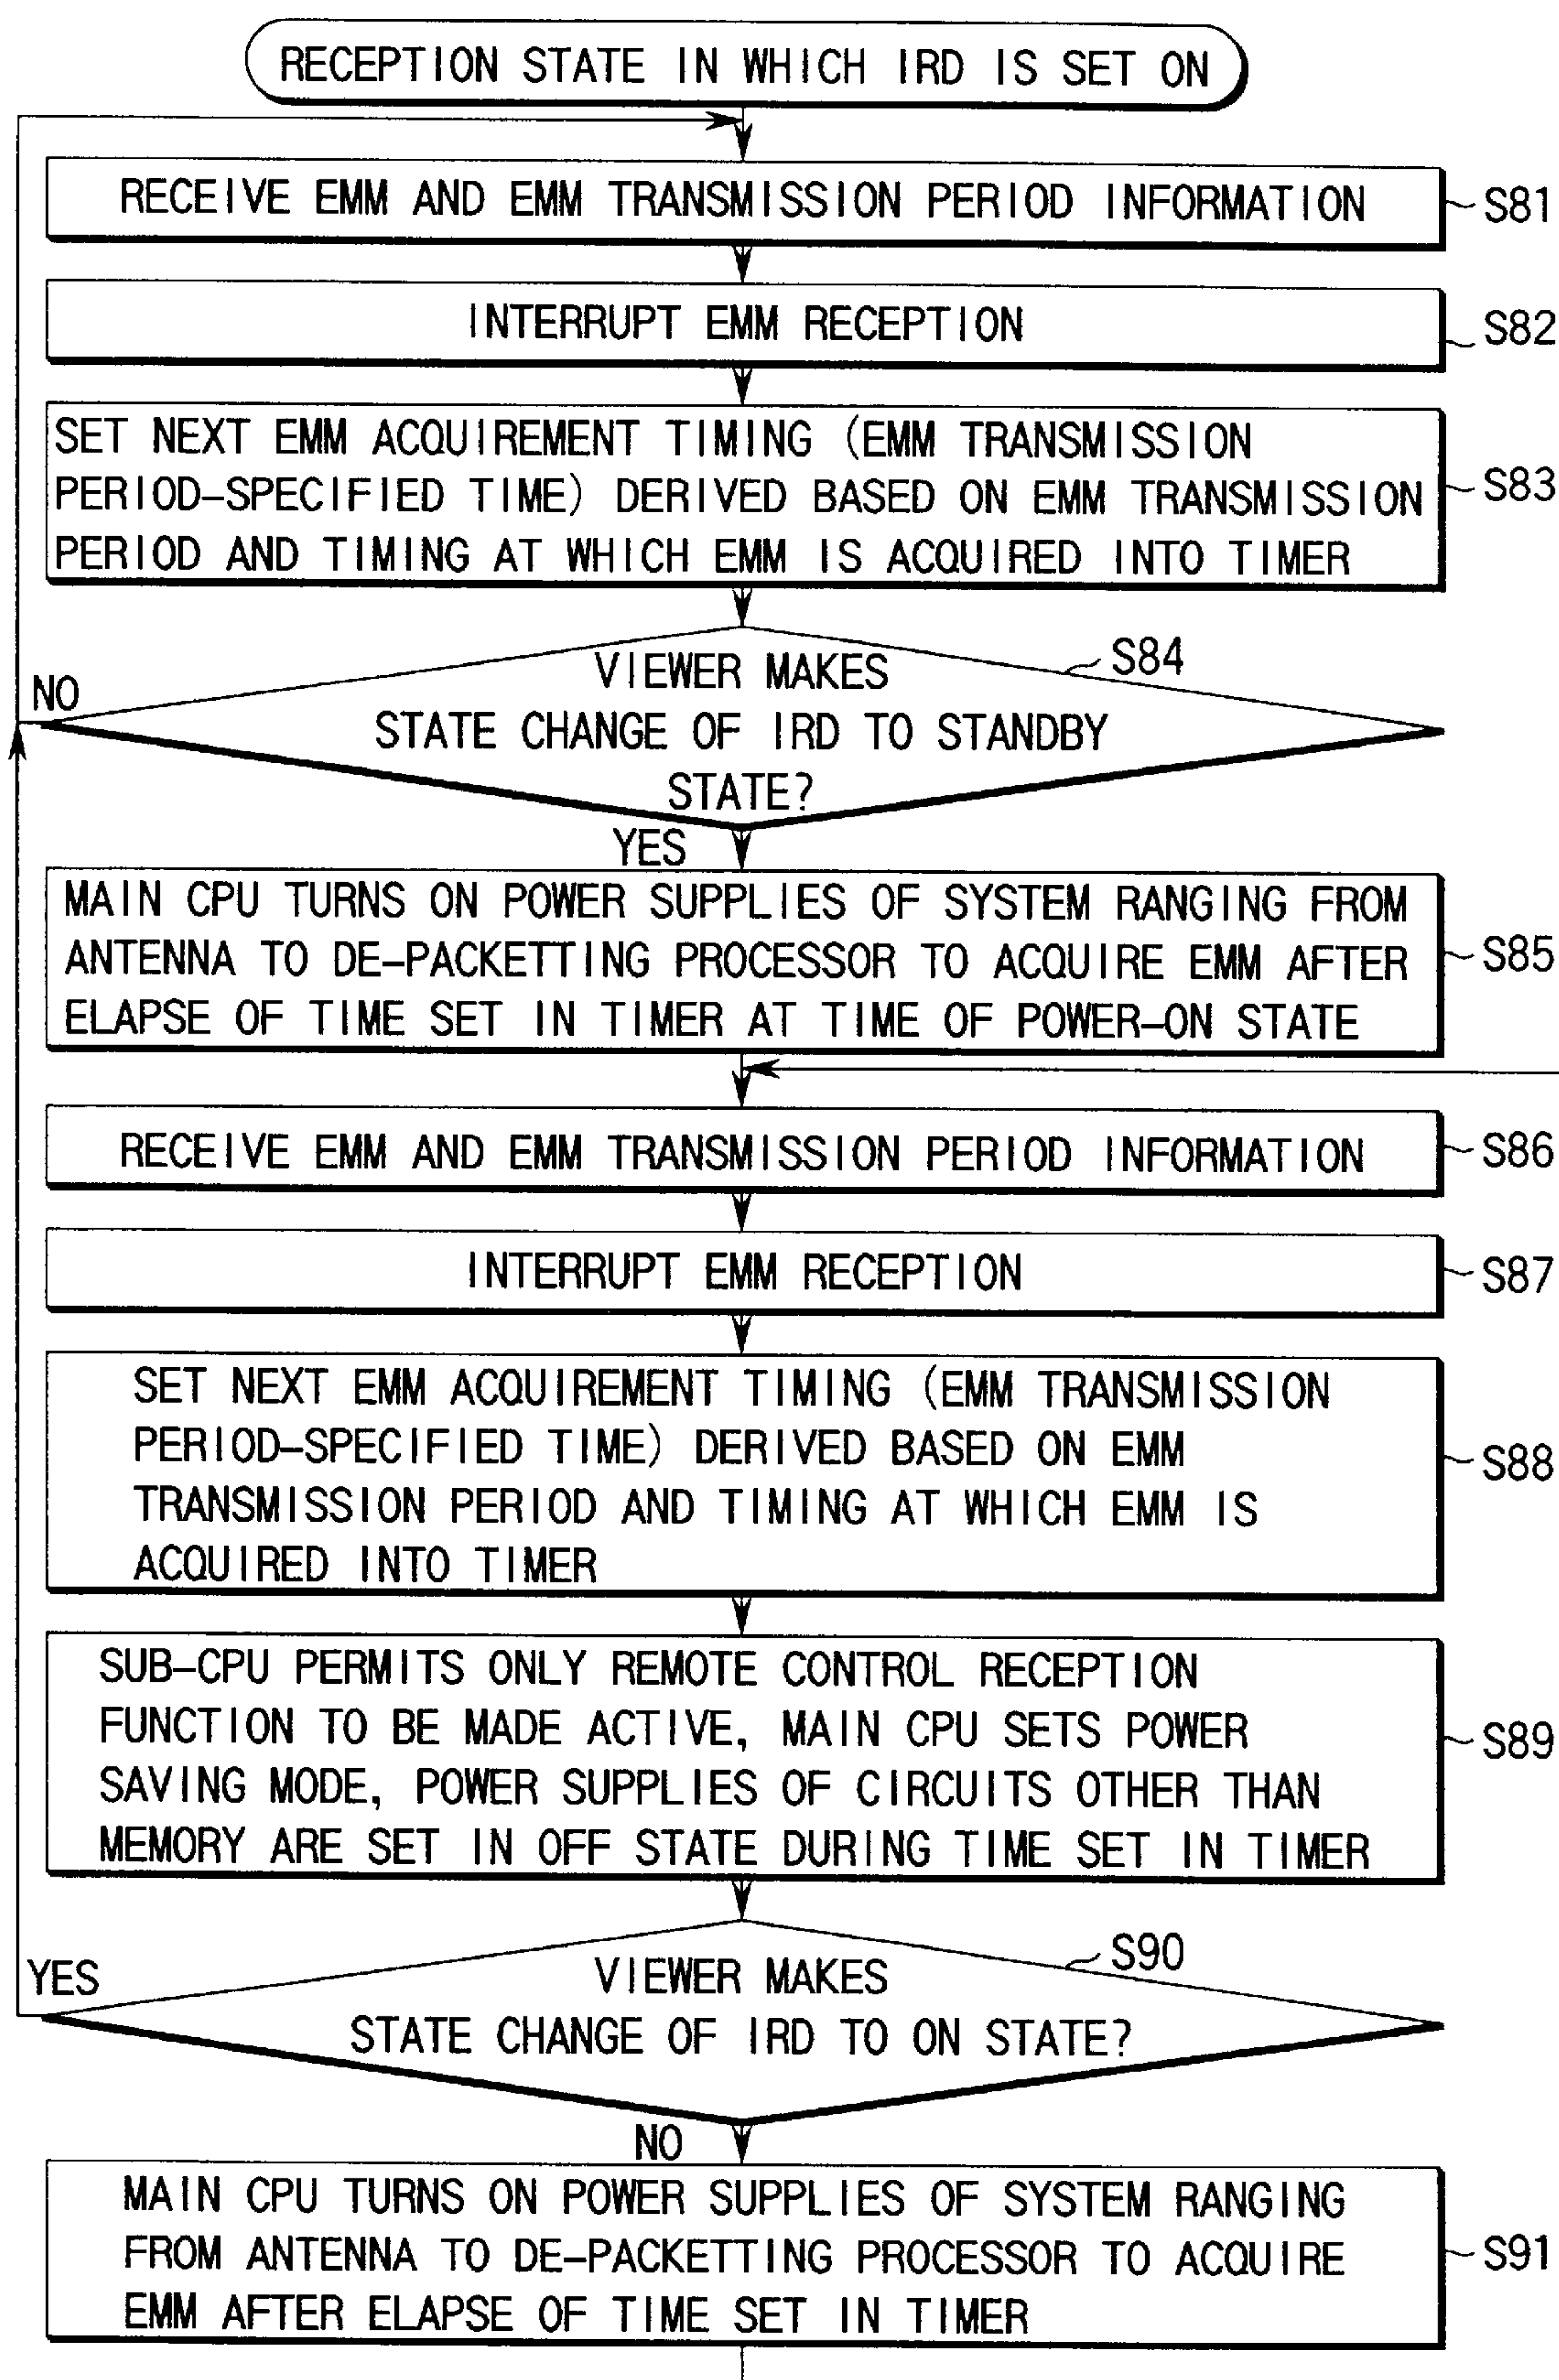 RECEPTION STATE IN WHICH IRD IS SET ON
RECEIVE EMM AND EMM TRANSMISSION PERIOD INFORMATION
S81
INTERRUPT EMM RECEPTION
S82
SET NEXT EMM ACQUIREMENT TIMING (EMM TRANSMISSION
PERIOD-SPECIFIED TIME) DERIVED BASED ON EMM TRANSMISSION
PERIOD AND TIMING AT WHICH EMM IS ACQUIRED INTO TIMER
S83
VIEWER MAKES
STATE CHANGE OF IRD TO STANDBY
STATE?
S84
NO
YES
MAIN CPU TURNS ON POWER SUPPLIES OF SYSTEM RANGING FROM
ANTENNA TO DE-PACKETTING PROCESSOR TO ACQUIRE EMM AFTER
ELAPSE OF TIME SET IN TIMER AT TIME OF POWER-ON STATE
S85
RECEIVE EMM AND EMM TRANSMISSION PERIOD INFORMATION
S86
INTERRUPT EMM RECEPTION
S87
SET NEXT EMM ACQUIREMENT TIMING (EMM TRANSMISSION
PERIOD-SPECIFIED TIME) DERIVED BASED ON EMM
TRANSMISSION PERIOD AND TIMING AT WHICH EMM IS
ACQUIRED INTO TIMER
S88
SUB-CPU PERMITS ONLY REMOTE CONTROL RECEPTION
FUNCTION TO BE MADE ACTIVE, MAIN CPU SETS POWER
SAVING MODE, POWER SUPPLIES OF CIRCUITS OTHER THAN
MEMORY ARE SET IN OFF STATE DURING TIME SET IN TIMER
S89
VIEWER MAKES
STATE CHANGE OF IRD TO ON STATE?
S90
YES
NO
MAIN CPU TURNS ON POWER SUPPLIES OF SYSTEM RANGING
FROM ANTENNA TO DE-PACKETTING PROCESSOR TO ACQUIRE
EMM AFTER ELAPSE OF TIME SET IN TIMER
S91